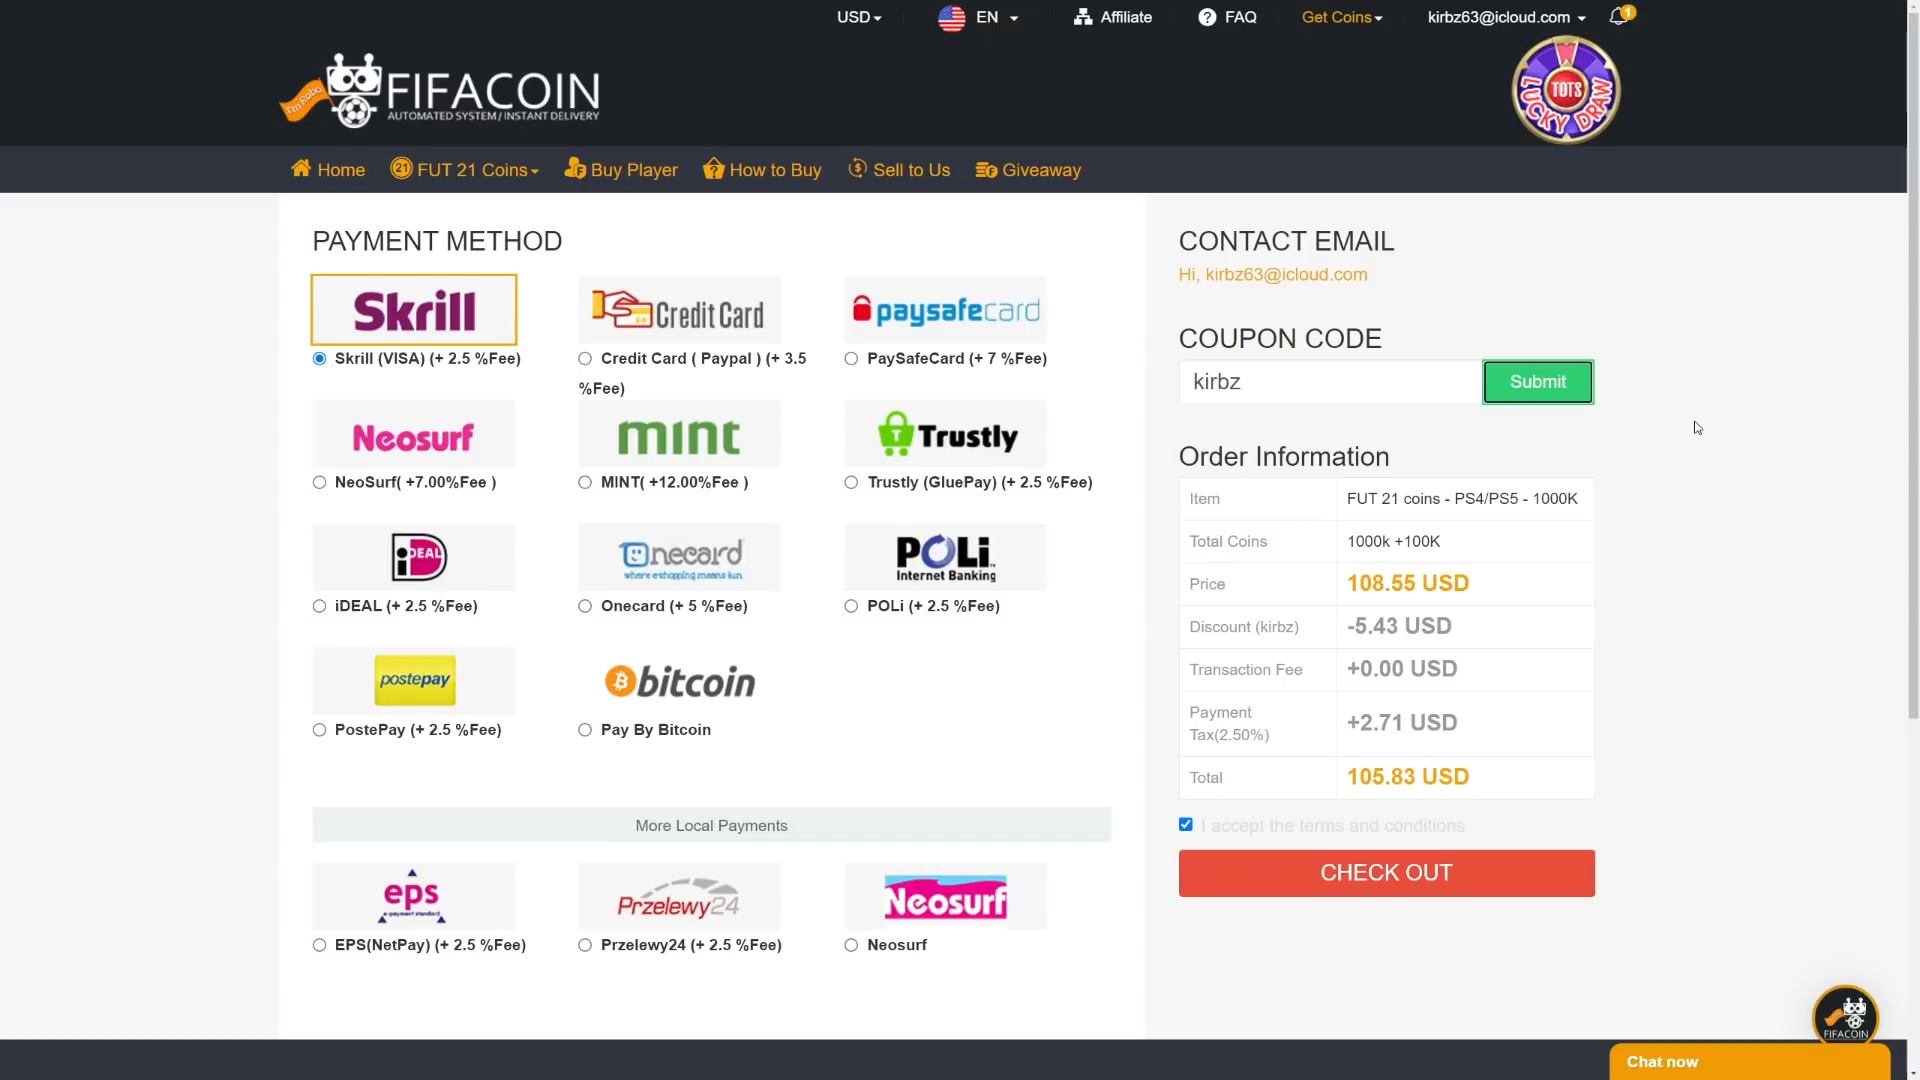 USD
EN
Affiliate
? FAQ
Get Coins
kirbz63@icloud.com
1
I'm Robo
FIFACOIN
AUTOMATED SYSTEM / INSTANT DELIVERY
TOTS
LUCKY DRAW
Home
21 FUT 21 Coins
Buy Player
How to Buy
Sell to Us
Giveaway
PAYMENT METHOD
Skrill
Credit Card
paysafecard
Skrill (VISA) (+ 2.5 %Fee)
Credit Card ( Paypal ) (+ 3.5
%Fee)
PaySafeCard (+ 7 %Fee)
Neosurf
mint
Trustly
NeoSurf( +7.00%Fee )
MINT( +12.00%Fee )
Trustly (GluePay) (+ 2.5 %Fee)
iDEAL
Onecard
where e-shopping means fun
POLi
Internet Banking
iDEAL (+ 2.5 %Fee)
Onecard (+ 5 %Fee)
POLi (+ 2.5 %Fee)
postepay
bitcoin
PostePay (+ 2.5 %Fee)
Pay By Bitcoin
More Local Payments
eps
e-payment standard
Przelewy24
Neosurf
EPS(NetPay) (+ 2.5 %Fee)
Przelewy24 (+ 2.5 %Fee)
Neosurf
CONTACT EMAIL
Hi, kirbz63@icloud.com
COUPON CODE
kirbz
Submit
Order Information
Item FUT 21 coins - PS4/PS5 - 1000K
Total Coins 1000k +100K
Price 108.55 USD
Discount (kirbz) -5.43 USD
Transaction Fee +0.00 USD
Payment
Tax(2.50%) +2.71 USD
Total 105.83 USD
I accept the terms and conditions
CHECK OUT
FIFACOIN
Chat now